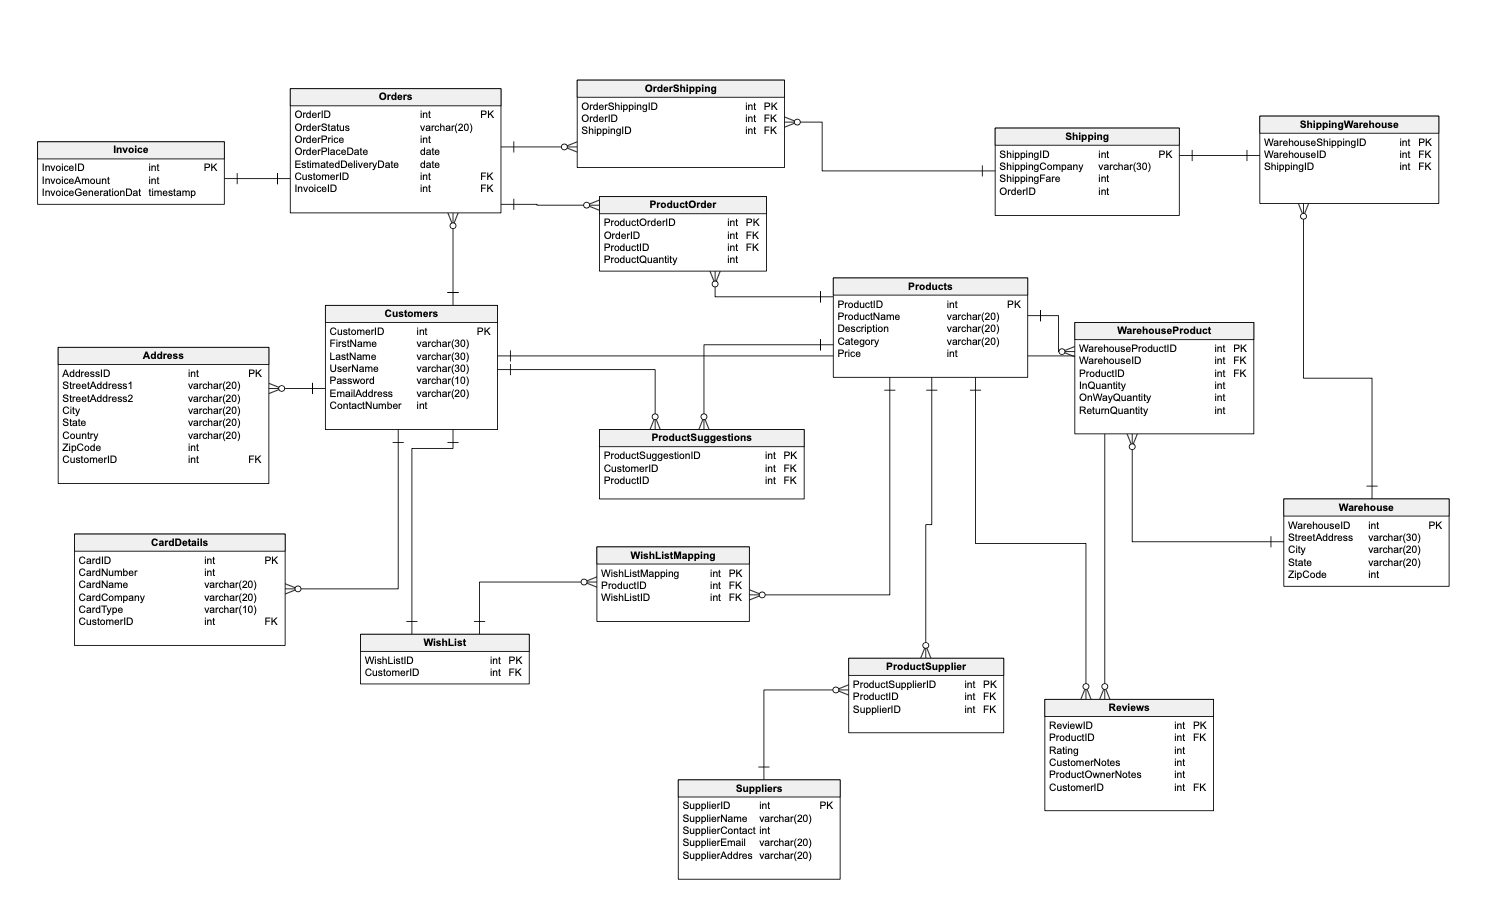 Orders
OrderID int PK
OrderStatus varchar(20)
OrderPrice int
OrderPlaceDate date
EstimatedDeliveryDate date
CustomerID int FK
InvoiceID int FK
OrderShipping
OrderShippingID int PK
OrderID int FK
ShippingID int FK
Shipping
ShippingID int PK
ShippingCompany varchar(30)
ShippingFare int
OrderID int
ShippingWarehouse
WarehouseShippingID int PK
WarehouseID int FK
ShippingID int FK
Invoice
InvoiceID int PK
InvoiceAmount int
InvoiceGenerationDat timestamp
ProductOrder
ProductOrderID int PK
OrderID int FK
ProductID int FK
ProductQuantity int
Products
ProductID int PK
ProductName varchar(20)
Description varchar(20)
Category varchar(20)
Price int
Customers
CustomerID int PK
FirstName varchar(30)
LastName varchar(30)
UserName varchar(30)
Password varchar(10)
EmailAddress varchar(20)
ContactNumber int
WarehouseProduct
WarehouseProductID int PK
WarehouseID int FK
ProductID int FK
InQuantity int
OnWayQuantity int
ReturnQuantity int
Address
AddressID int PK
StreetAddress1 varchar(20)
StreetAddress2 varchar(20)
City varchar(20)
State varchar(20)
Country varchar(20)
ZipCode int
CustomerID int FK
ProductSuggestions
ProductSuggestionID int PK
CustomerID int FK
ProductID int FK
Warehouse
WarehouseID int PK
StreetAddress varchar(30)
City varchar(20)
State varchar(20)
ZipCode int
CardDetails
CardID int PK
CardNumber int
CardName varchar(20)
CardCompany varchar(20)
CardType varchar(10)
CustomerID int FK
WishListMapping
WishListMapping int PK
ProductID int FK
WishListID int FK
WishList
WishListID int PK
CustomerID int FK
ProductSupplier
ProductSupplierID int PK
ProductID int FK
SupplierID int FK
Reviews
ReviewID int PK
ProductID int FK
Rating int
CustomerNotes int
ProductOwnerNotes int
CustomerID int FK
Suppliers
SupplierID int PK
SupplierName varchar(20)
SupplierContact int
SupplierEmail varchar(20)
SupplierAddres varchar(20)